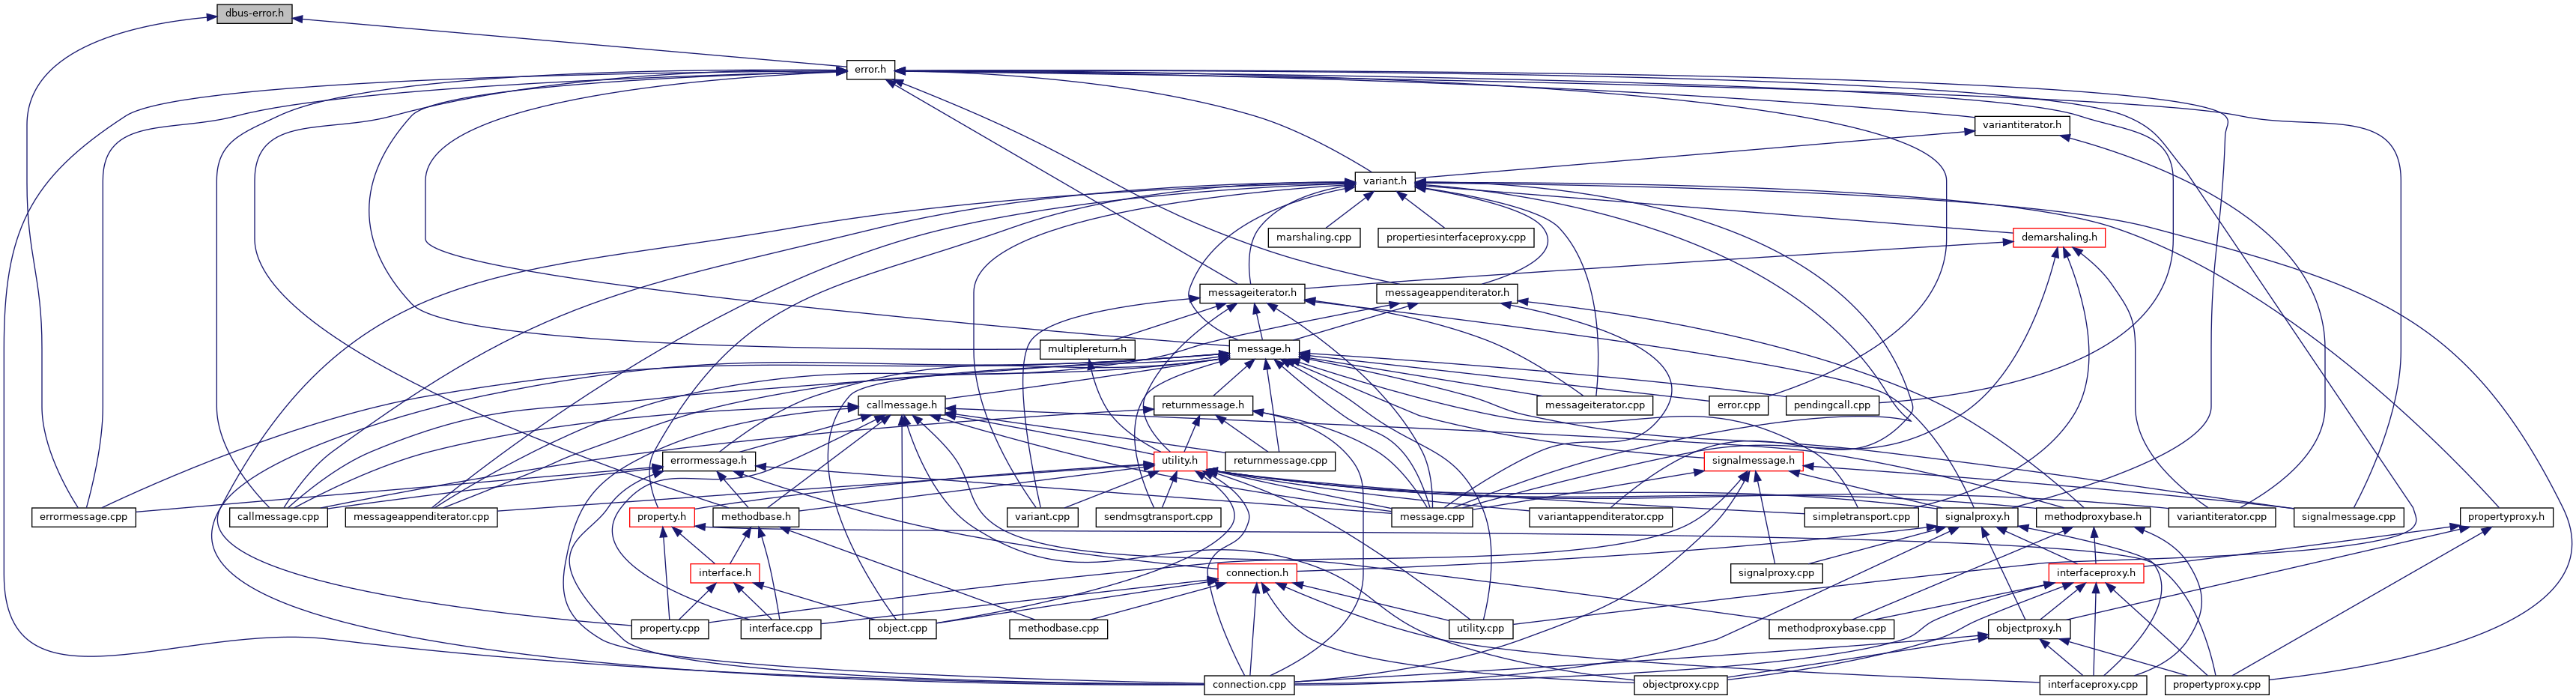 dbus-error.h
error.h
variantiterator.h
variant.h
marshaling.cpp
propertiesinterfaceproxy.cpp
demarshaling.h
messageiterator.h
messageappenditerator.h
multiplereturn.h
message.h
callmessage.h
returnmessage.h
messageiterator.cpp
error.cpp
pendingcall.cpp
errormessage.h
utility.h
returnmessage.cpp
signalmessage.h
errormessage.cpp
callmessage.cpp
messageappenditerator.cpp
property.h
methodbase.h
variant.cpp
sendmsgtransport.cpp
message.cpp
variantappenditerator.cpp
simpletransport.cpp
signalproxy.h
methodproxybase.h
variantiterator.cpp
signalmessage.cpp
propertyproxy.h
interface.h
connection.h
signalproxy.cpp
interfaceproxy.h
property.cpp
interface.cpp
object.cpp
methodbase.cpp
utility.cpp
methodproxybase.cpp
objectproxy.h
connection.cpp
objectproxy.cpp
interfaceproxy.cpp
propertyproxy.cpp